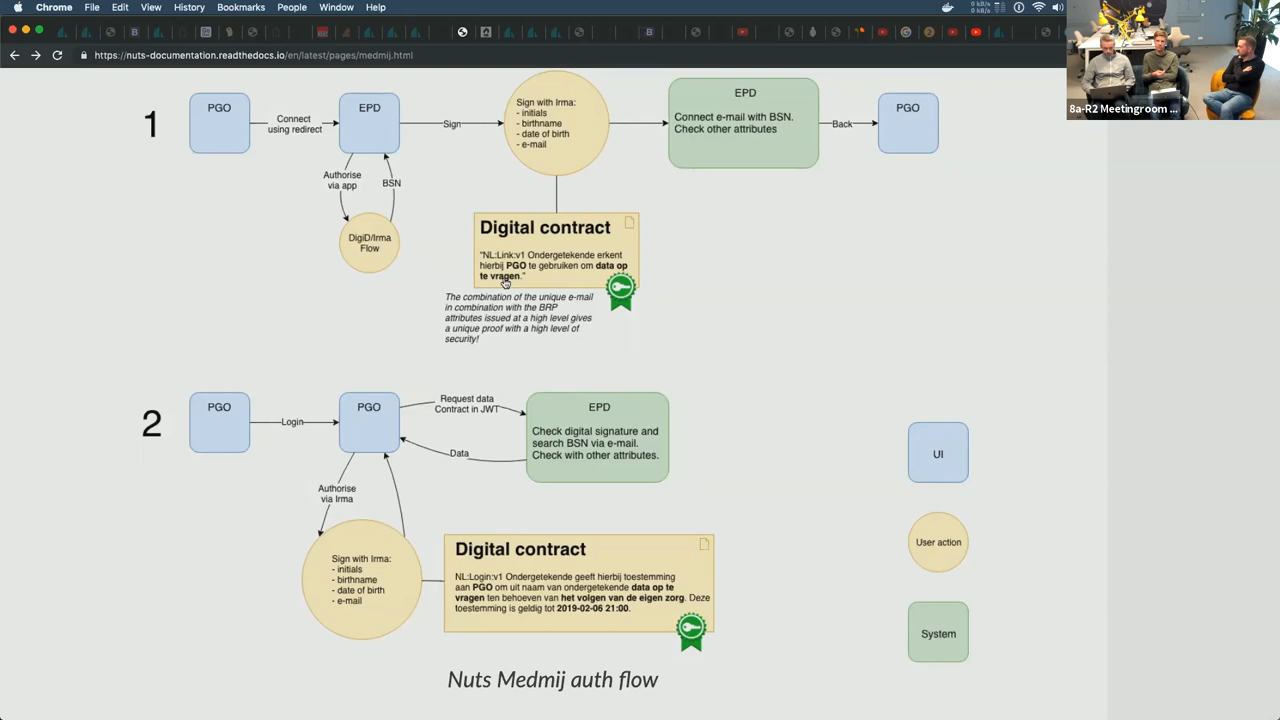 Chrome File Edit View History Bookmarks People Window Help
0 kB/s
0 kB/s
https://nuts-documentation.readthedocs.io/en/latest/pages/medmij.html
8a-R2 Meetingroom ...
1
PGO
Connect
using redirect
EPD
Authorise
via app
BSN
DigiD/Irma
Flow
Sign
Sign with Irma:
- initials
- birthname
- date of birth
- e-mail
EPD
Connect e-mail with BSN.
Check other attributes
Back
PGO
Digital contract
"NL:Link:v1 Ondergetekende erkent
hierbij PGO te gebruiken om data op
te vragen."
The combination of the unique e-mail
in combination with the BRP
attributes issued at a high level gives
a unique proof with a high level of
security!
2
PGO
Login
PGO
Request data
Contract in JWT
Data
EPD
Check digital signature and
search BSN via e-mail.
Check with other attributes.
Authorise
via Irma
Sign with Irma:
- initials
- birthname
- date of birth
- e-mail
Digital contract
NL:Login:v1 Ondergetekende geeft hierbij toestemming
aan PGO om uit naam van ondergetekende data op te
vragen ten behoeven van het volgen van de eigen zorg. Deze
toestemming is geldig tot 2019-02-06 21:00.
UI
User action
System
Nuts Medmij auth flow